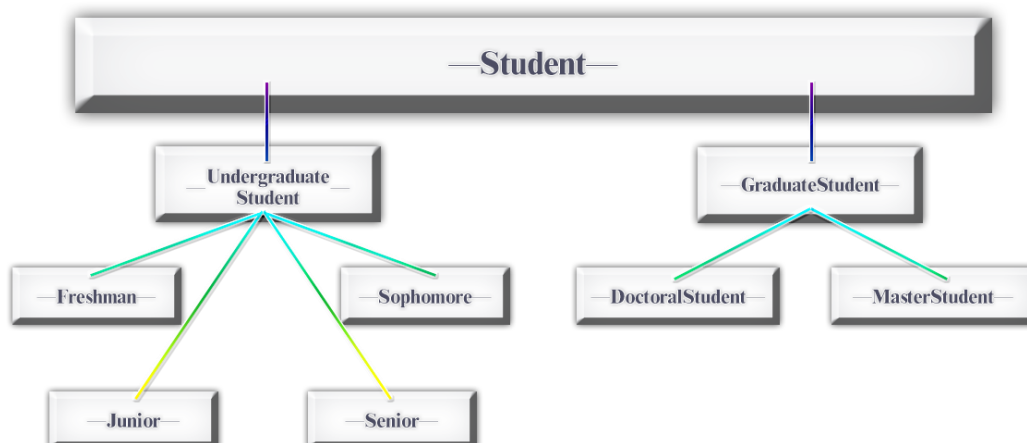 Student
Undergraduate
Student
GraduateStudent
Freshman
Sophomore
DoctoralStudent
MasterStudent
Junior
Senior